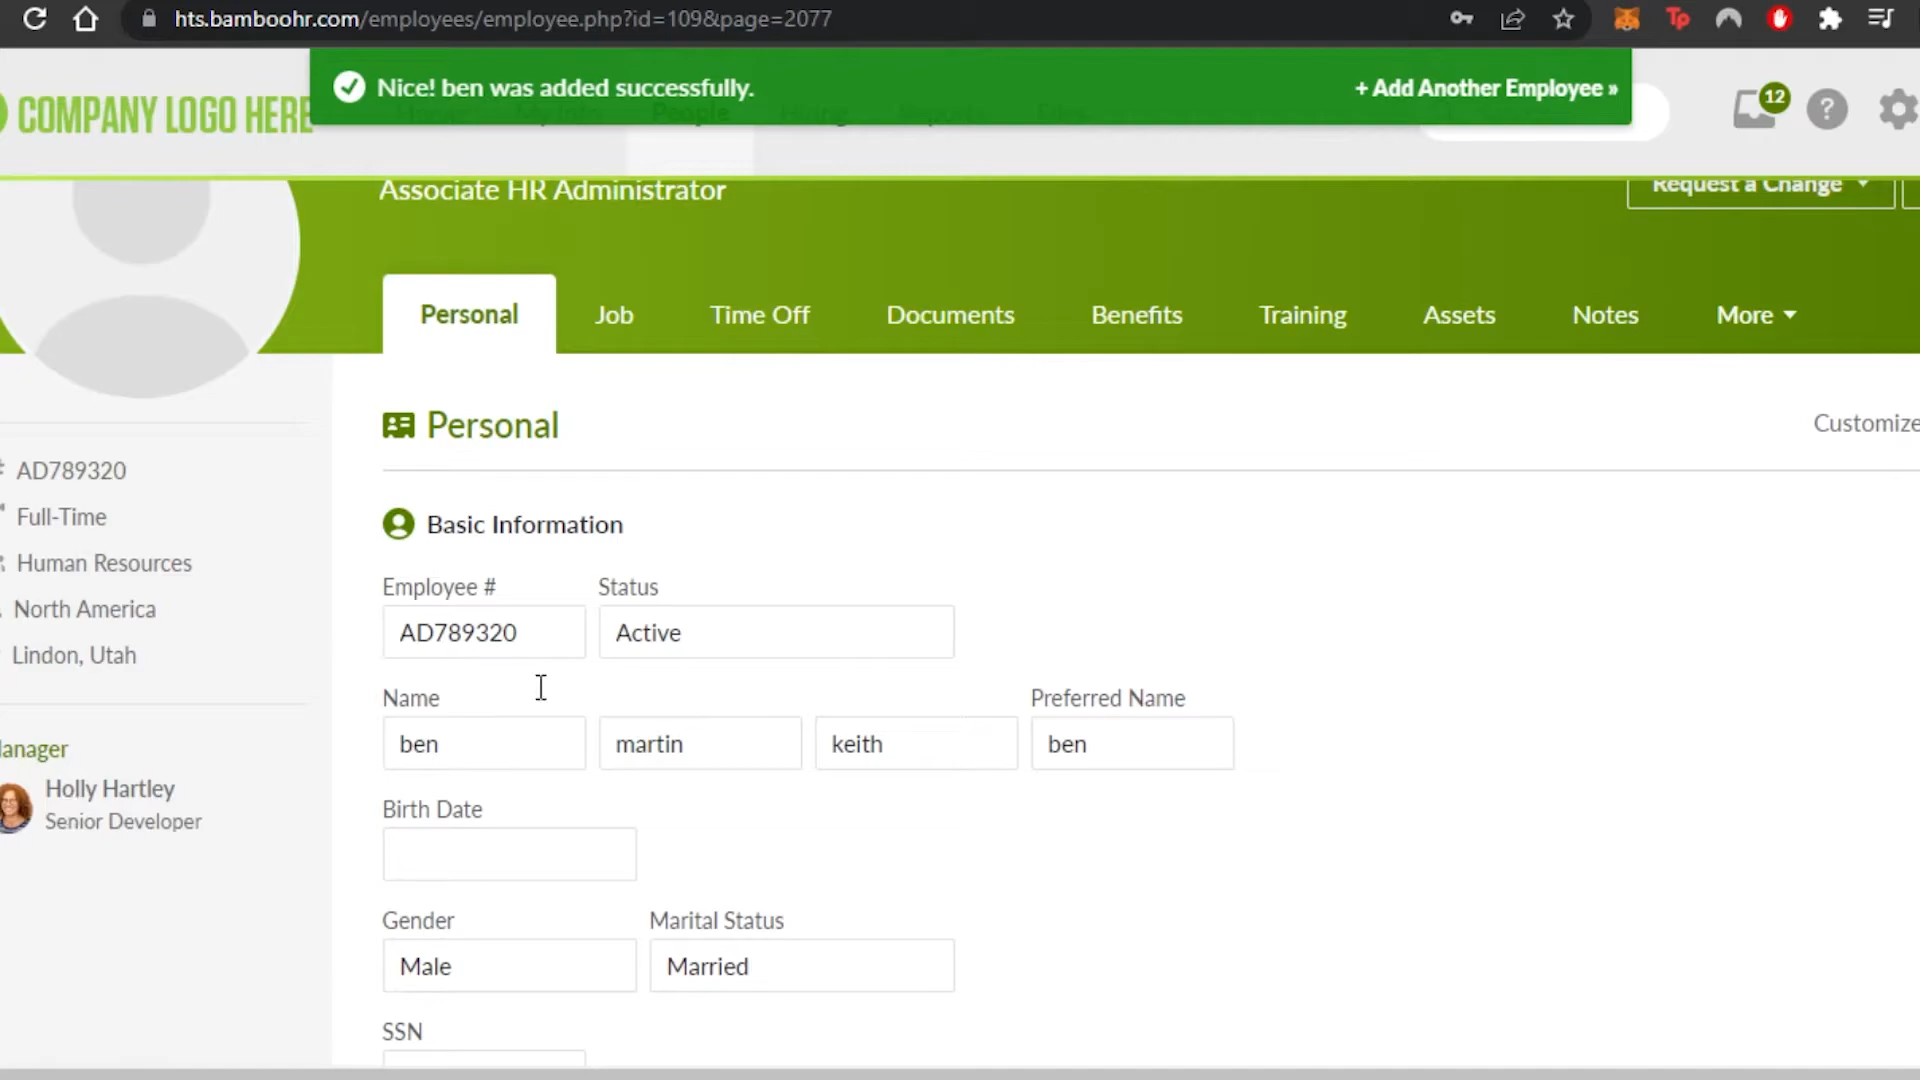 hts.bamboohr.com/employees/employee.php?id=109&page=2077
Nice! ben was added successfully.
+ Add Another Employee »
COMPANY LOGO HERE
People
Hiring
12
?
Associate HR Administrator
Request a Change
Personal
Job
Time Off
Documents
Benefits
Training
Assets
Notes
More
Personal
Customize
AD789320
Full-Time
Human Resources
North America
Lindon, Utah
anager
Holly Hartley
Senior Developer
Basic Information
Employee # Status
AD789320 Active
Name Preferred Name
ben martin keith ben
Birth Date
Gender Marital Status
Male Married
SSN